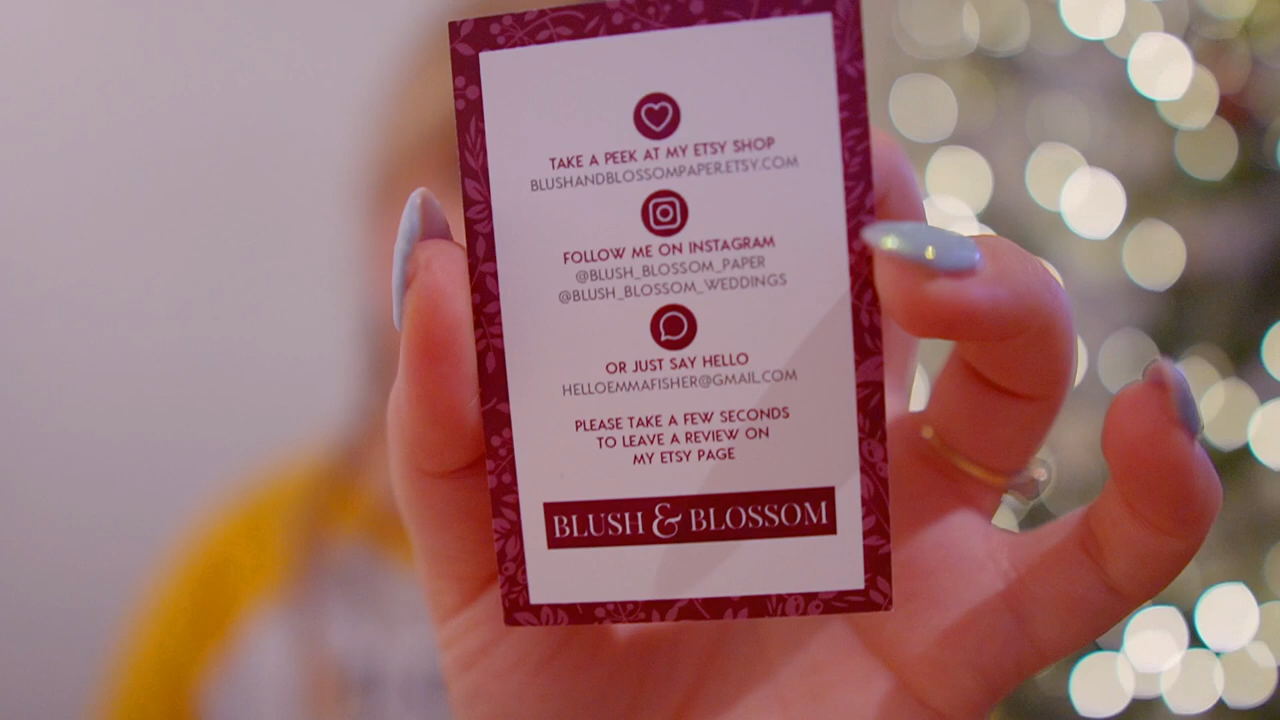 TAKE A PEEK AT MY ETSY SHOP
BLUSHANDBLOSSOMPAPER.ETSY.COM
FOLLOW ME ON INSTAGRAM
@BLUSH_BLOSSOM_PAPER
@BLUSH_BLOSSOM_WEDDINGS
OR JUST SAY HELLO
HELLOEMMAFISHER@GMAIL.COM
PLEASE TAKE A FEW SECONDS
TO LEAVE A REVIEW ON
MY ETSY PAGE
BLUSH & BLOSSOM